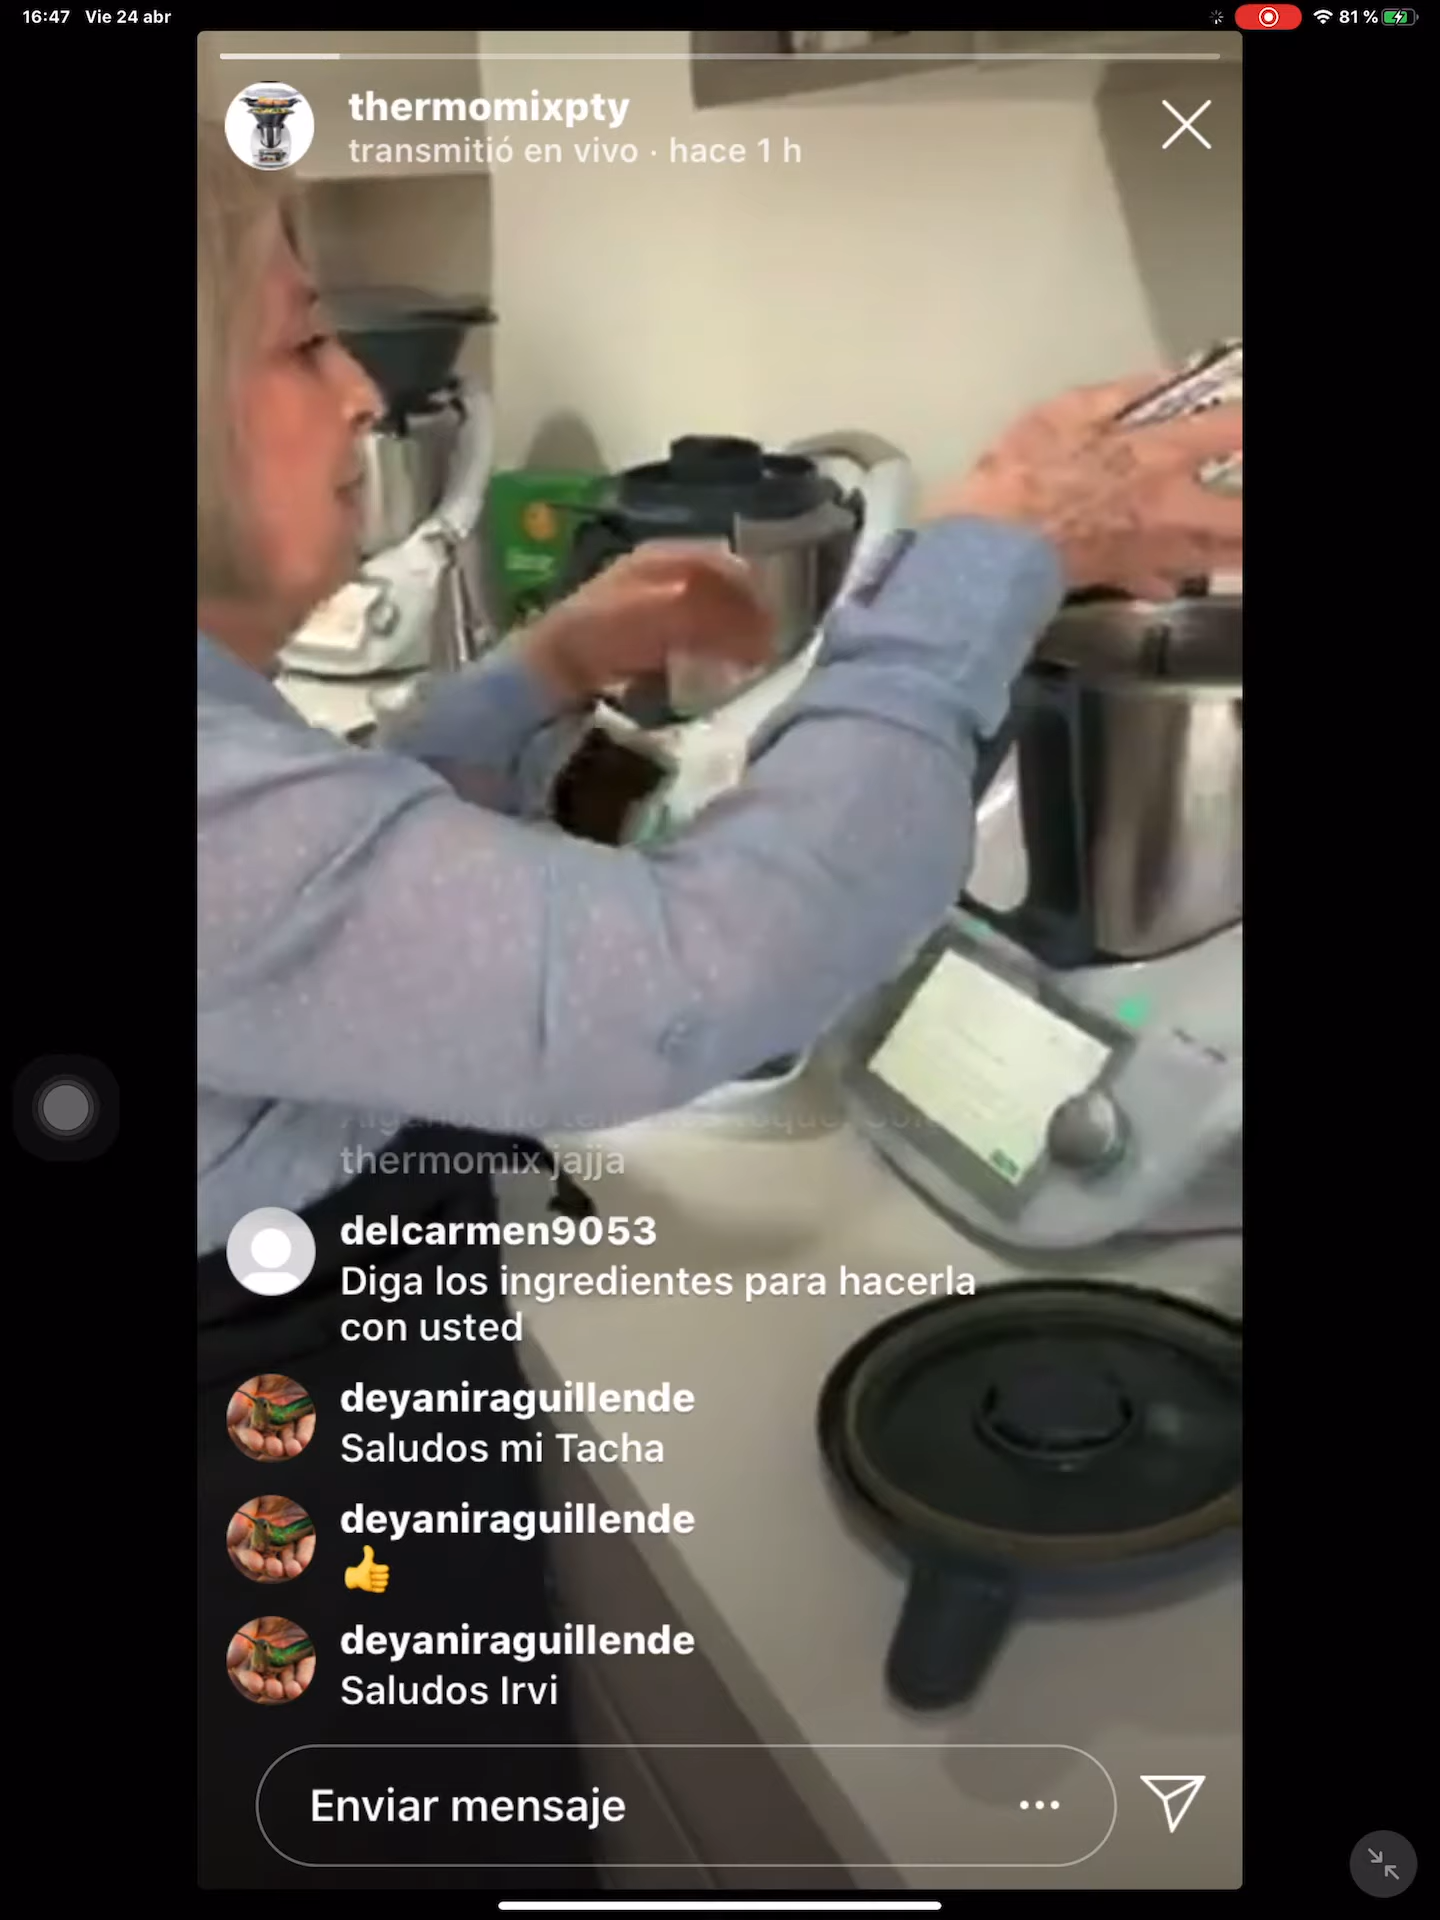 16:47 Vie 24 abr
81 %
thermomixpty
transmitió en vivo · hace 1 h
thermomix jajja
delcarmen9053
Diga los ingredientes para hacerla
con usted
deyaniraguillende
Saludos mi Tacha
deyaniraguillende
👍
deyaniraguillende
Saludos Irvi
Enviar mensaje